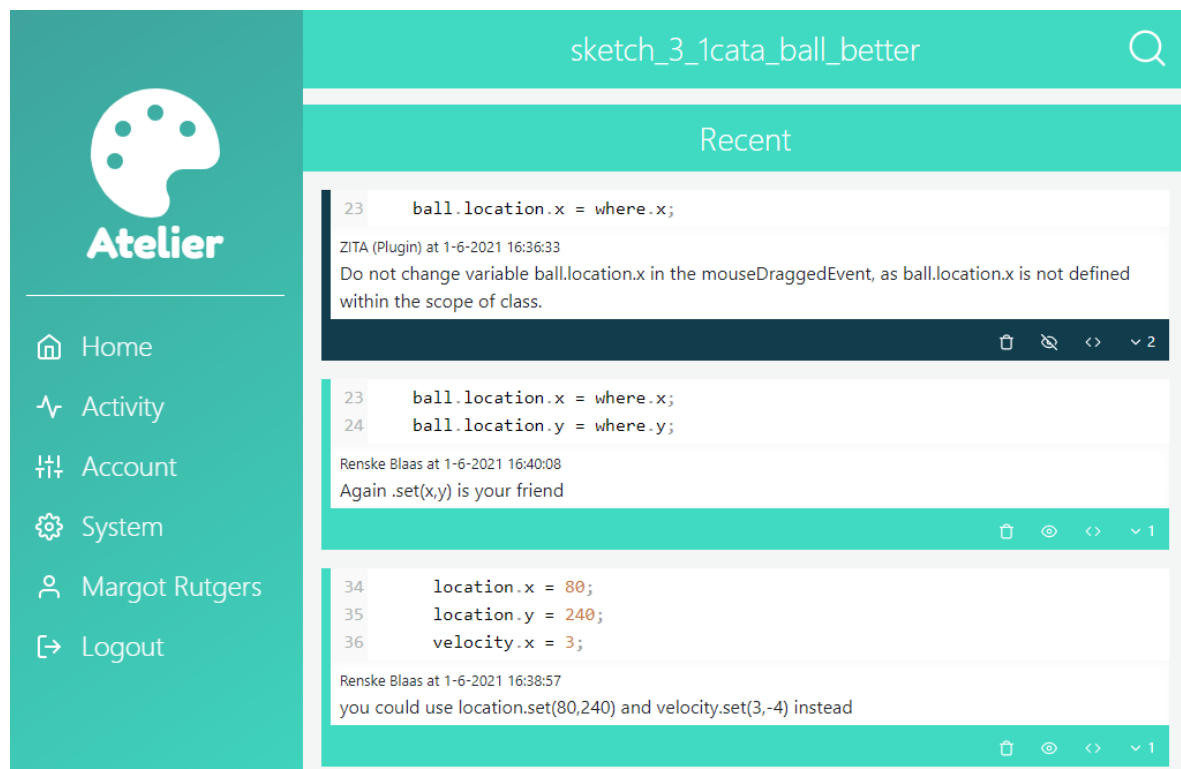 Atelier
Home
Activity
Account
System
Margot Rutgers
Logout
sketch_3_1cata_ball_better
Recent
23 ball.location.x = where.x;
ZITA (Plugin) at 1-6-2021 16:36:33
Do not change variable ball.location.x in the mouseDraggedEvent, as ball.location.x is not defined
within the scope of class.
2
23 ball.location.x = where.x;
24 ball.location.y = where.y;
Renske Blaas at 1-6-2021 16:40:08
Again .set(x,y) is your friend
1
34 location.x = 80;
35 location.y = 240;
36 velocity.x = 3;
Renske Blaas at 1-6-2021 16:38:57
you could use location.set(80,240) and velocity.set(3,-4) instead
1